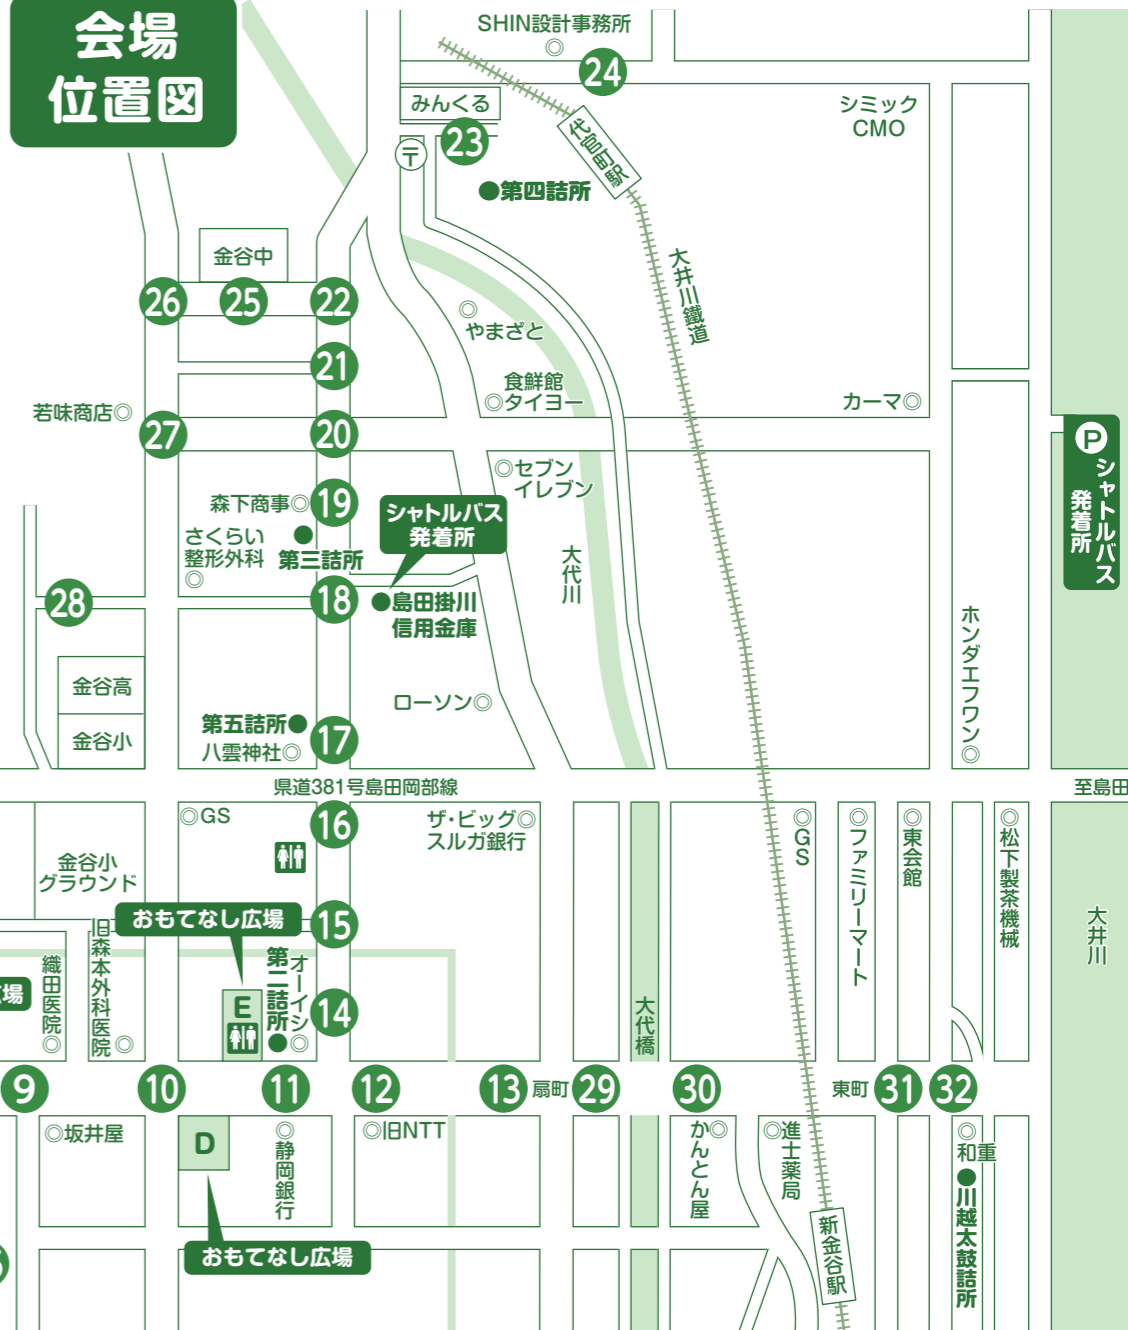 会場
位置図
SHIN設計事務所
24
みんくる
23
〒
代官町駅
シミック
CMO
第四詰所
金谷中
26
25
22
大井川鐵道
やまざと
21
食鮮館
タイヨー
若味商店
カーマ
27
20
P
シャトルバス
発着所
セブン
イレブン
森下商事
19
シャトルバス
発着所
さくらい
整形外科
第三詰所
大代川
28
18
島田掛川
信用金庫
ホンダエフワン
金谷高
ローソン
金谷小
第五詰所
八雲神社
17
県道381号島田岡部線
至島田
GS
16
ザ・ビッグ
スルガ銀行
GS
ファミリーマート
東会館
松下製茶機械
金谷小
グラウンド
おもてなし広場
15
旧森本外科医院
織田医院
場
第二詰所
オーイシ
E
14
大代橋
大井川
9
10
11
12
13
扇町
29
30
東町
31
32
坂井屋
D
静岡銀行
旧NTT
かんとん屋
進士薬局
和重
川越太鼓詰所
新金谷駅
おもてなし広場